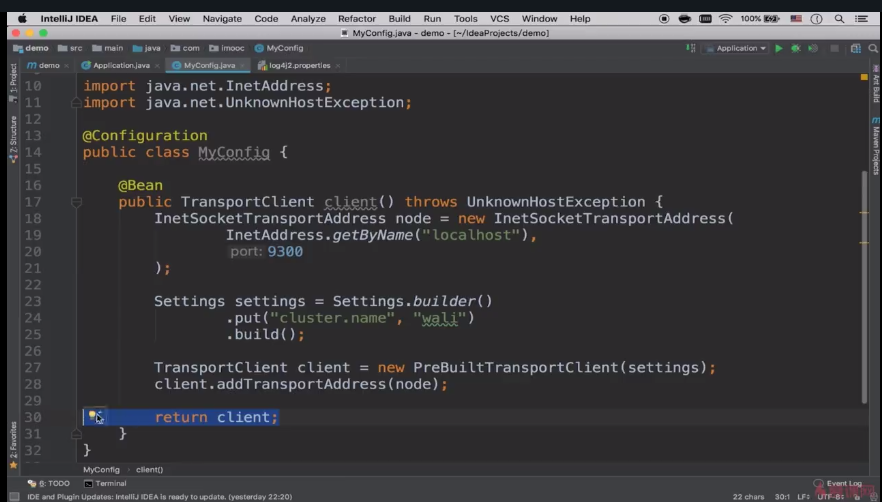 IntelliJ IDEA File Edit View Navigate Code Analyze Refactor Build Run Tools VCS Window Help 100%
MyConfig.java - demo - [~/IdeaProjects/demo]
demo src main java com imooc MyConfig Application
m demo Application.java MyConfig.java log4j2.properties
1: Project
7: Structure
2: Favorites
Ant Build
Maven Projects
10 import java.net.InetAddress;
11 import java.net.UnknownHostException;
12
13 @Configuration
14 public class MyConfig {
15
16 @Bean
17 public TransportClient client() throws UnknownHostException {
18 InetSocketTransportAddress node = new InetSocketTransportAddress(
19 InetAddress.getByName("localhost"),
20 port: 9300
21 );
22
23 Settings settings = Settings.builder()
24 .put("cluster.name", "wali")
25 .build();
26
27 TransportClient client = new PreBuiltTransportClient(settings);
28 client.addTransportAddress(node);
29
30 return client;
31 }
32 }
MyConfig › client()
6: TODO Terminal Event Log
IDE and Plugin Updates: IntelliJ IDEA is ready to update. (yesterday 22:20) 22 chars 30:1 LF÷ UTF-8÷